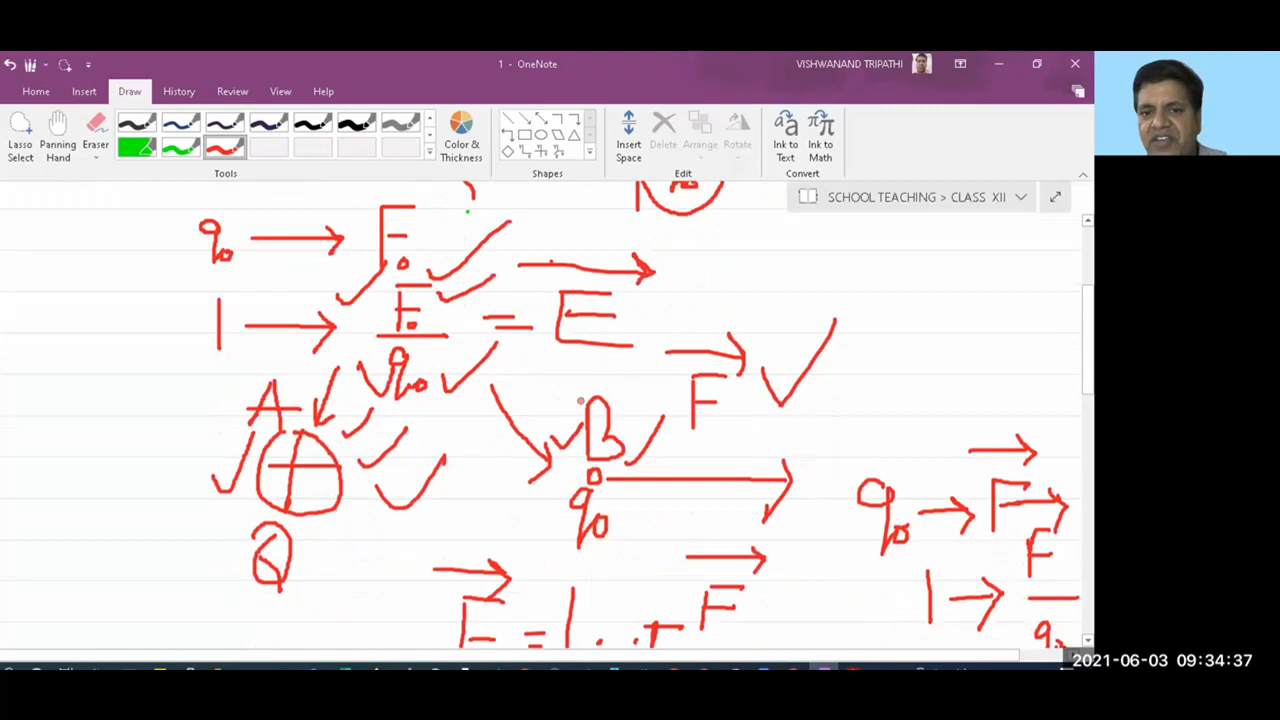 1 - OneNote
VISHWANAND TRIPATHI
Home Insert Draw History Review View Help
Lasso Select
Panning Hand
Eraser
Color & Thickness
Insert Space
Delete
Arrange
Rotate
Ink to Text
Ink to Math
Tools
Shapes
Edit
Convert
SCHOOL TEACHING > CLASS XII
q₀ → F
1 → F/q₀ = E
F
A
B
+
q₀
Q
q₀ → F
1 → F/q₀
E = F
2021-06-03 09:34:37